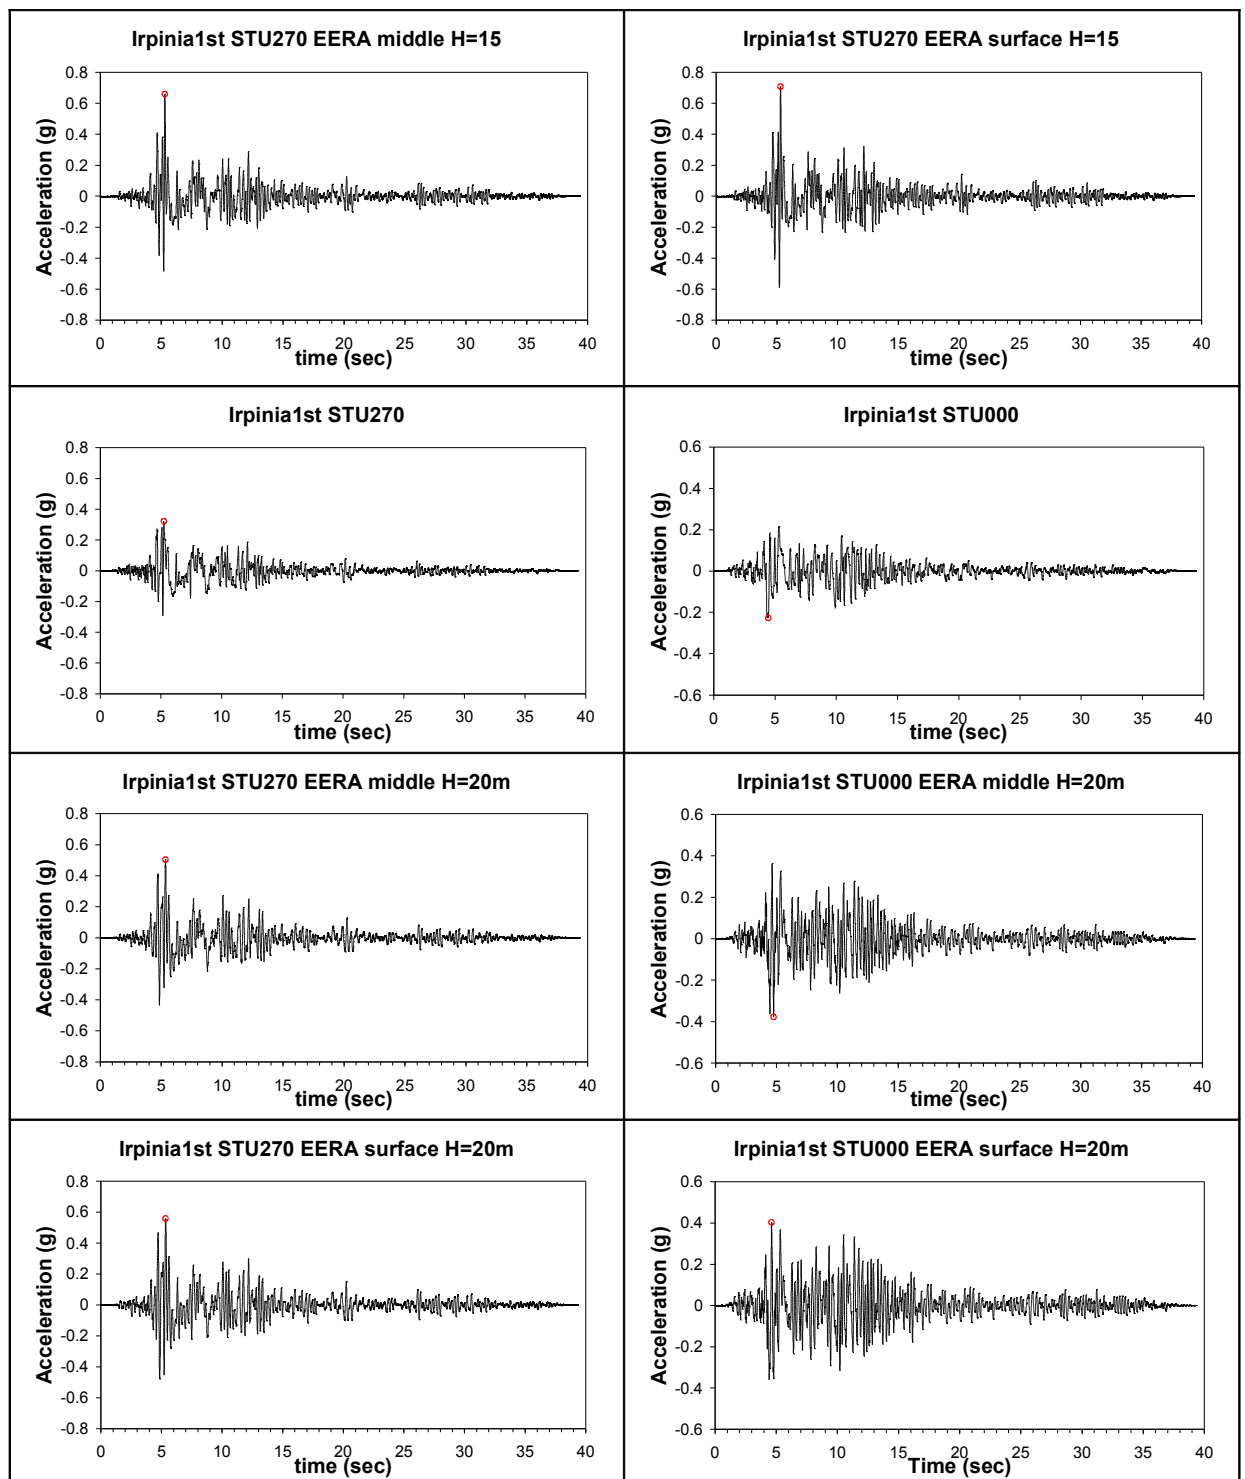 Irpinia1st STU270 EERA middle H=15
0.8
0.6
0.4
0.2
0
-0.2
-0.4
-0.6
-0.8
Acceleration (g)
0 5 10 15 20 25 30 35 40
time (sec)
Irpinia1st STU270 EERA surface H=15
0.8
0.6
0.4
0.2
0
-0.2
-0.4
-0.6
-0.8
Acceleration (g)
0 5 10 15 20 25 30 35 40
time (sec)
Irpinia1st STU270
0.8
0.6
0.4
0.2
0
-0.2
-0.4
-0.6
-0.8
Acceleration (g)
0 5 10 15 20 25 30 35 40
time (sec)
Irpinia1st STU000
0.6
0.4
0.2
0
-0.2
-0.4
-0.6
Acceleration (g)
0 5 10 15 20 25 30 35 40
time (sec)
Irpinia1st STU270 EERA middle H=20m
0.8
0.6
0.4
0.2
0
-0.2
-0.4
-0.6
-0.8
Acceleration (g)
0 5 10 15 20 25 30 35 40
time (sec)
Irpinia1st STU000 EERA middle H=20m
0.6
0.4
0.2
0
-0.2
-0.4
-0.6
Acceleration (g)
0 5 10 15 20 25 30 35 40
time (sec)
Irpinia1st STU270 EERA surface H=20m
0.8
0.6
0.4
0.2
0
-0.2
-0.4
-0.6
-0.8
Acceleration (g)
0 5 10 15 20 25 30 35 40
time (sec)
Irpinia1st STU000 EERA surface H=20m
0.6
0.4
0.2
0
-0.2
-0.4
-0.6
Acceleration (g)
0 5 10 15 20 25 30 35 40
Time (sec)